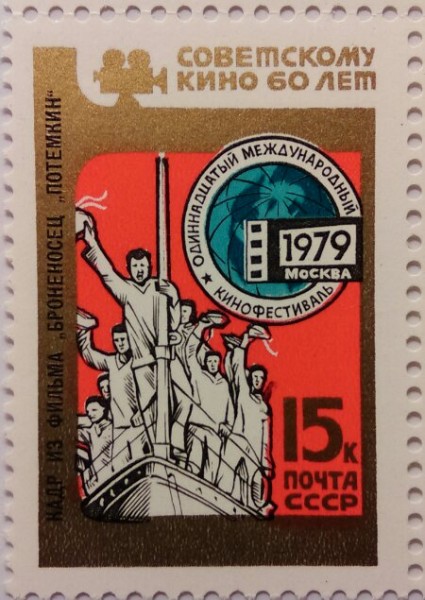 СОВЕТСКОМУ
КИНО 60 ЛЕТ
КАДР ИЗ ФИЛЬМА „БРОНЕНОСЕЦ „ПОТЕМКИН“
ОДИННАДЦАТЫЙ МЕЖДУНАРОДНЫЙ
КИНОФЕСТИВАЛЬ
1979
МОСКВА
15к
ПОЧТА
СССР